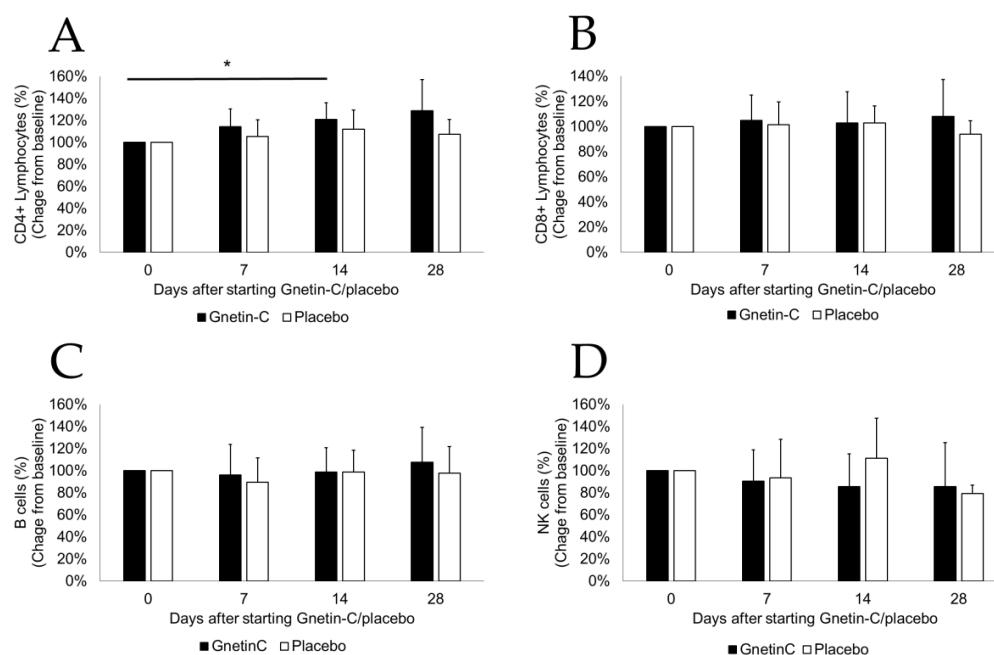 A
160%
140%
120%
100%
80%
60%
40%
20%
0%
CD4+ Lymphocytes (%)
(Chage from baseline)
*
0 7 14 28
Days after starting Gnetin-C/placebo
Gnetin-C Placebo
B
140%
120%
100%
80%
60%
40%
20%
0%
CD8+ Lymphocytes (%)
(Chage from baseline)
0 7 14 28
Days after starting Gnetin-C/placebo
Gnetin-C Placebo
C
160%
140%
120%
100%
80%
60%
40%
20%
0%
B cells (%)
(Chage from baseline)
0 7 14 28
Days after starting Gnetin-C/placebo
GnetinC Placebo
D
160%
140%
120%
100%
80%
60%
40%
20%
0%
NK cells (%)
(Chage from baseline)
0 7 14 28
Days after starting Gnetin-C/placebo
GnetinC Placebo